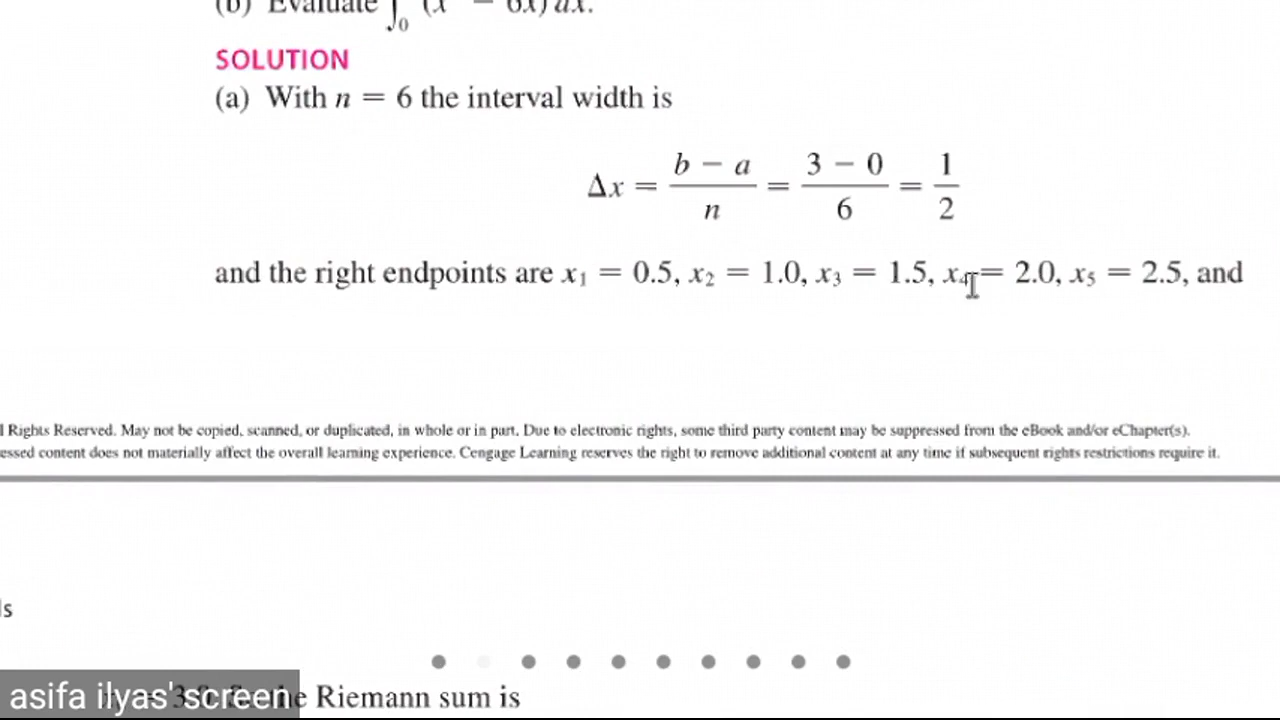 (b) Evaluate ∫₀ (x − 6x) dx.
SOLUTION
(a) With n = 6 the interval width is
Δx = (b − a)/n = (3 − 0)/6 = 1/2
and the right endpoints are x₁ = 0.5, x₂ = 1.0, x₃ = 1.5, x₄ = 2.0, x₅ = 2.5, and
l Rights Reserved. May not be copied, scanned, or duplicated, in whole or in part. Due to electronic rights, some third party content may be suppressed from the eBook and/or eChapter(s).
essed content does not materially affect the overall learning experience. Cengage Learning reserves the right to remove additional content at any time if subsequent rights restrictions require it.
ls
Riemann sum is
asifa ilyas' screen